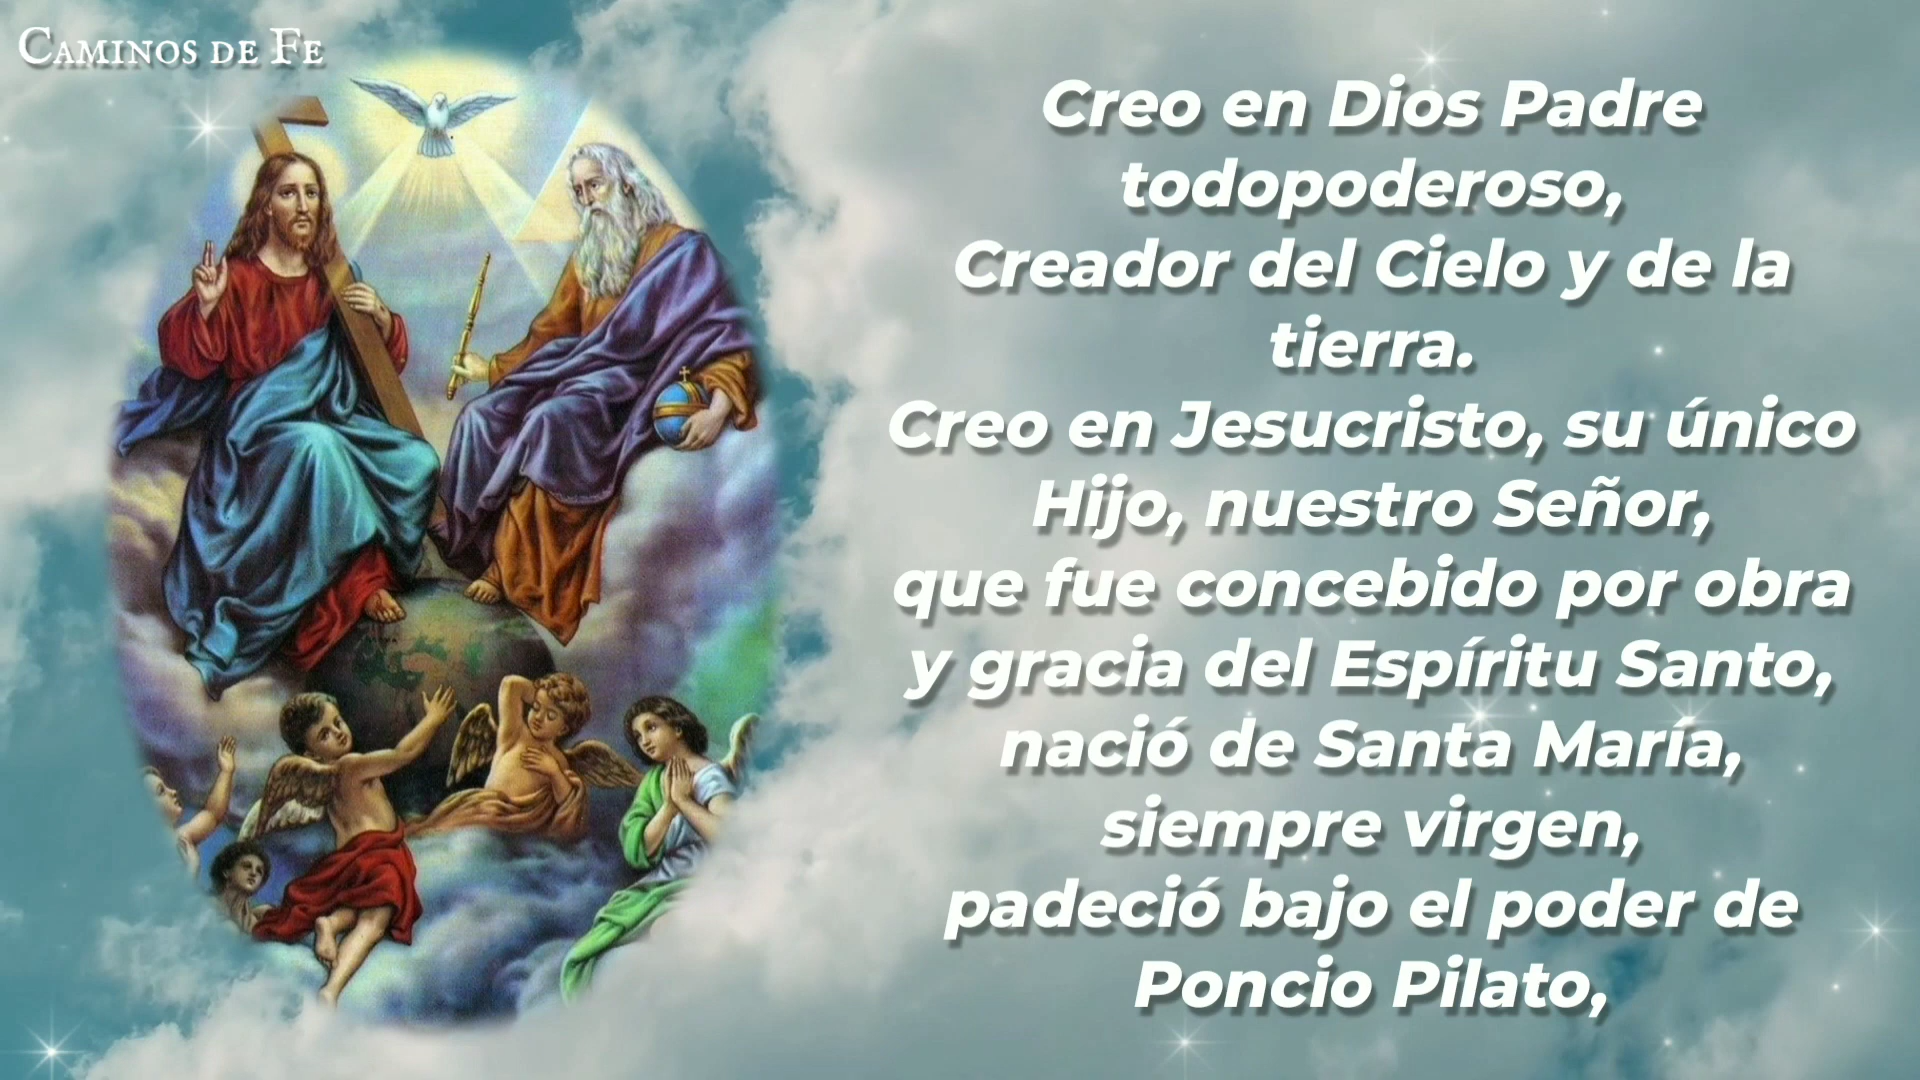 Caminos de Fe
Creo en Dios Padre
todopoderoso,
Creador del Cielo y de la
tierra.
Creo en Jesucristo, su único
Hijo, nuestro Señor,
que fue concebido por obra
y gracia del Espíritu Santo,
nació de Santa María,
siempre virgen,
padeció bajo el poder de
Poncio Pilato,